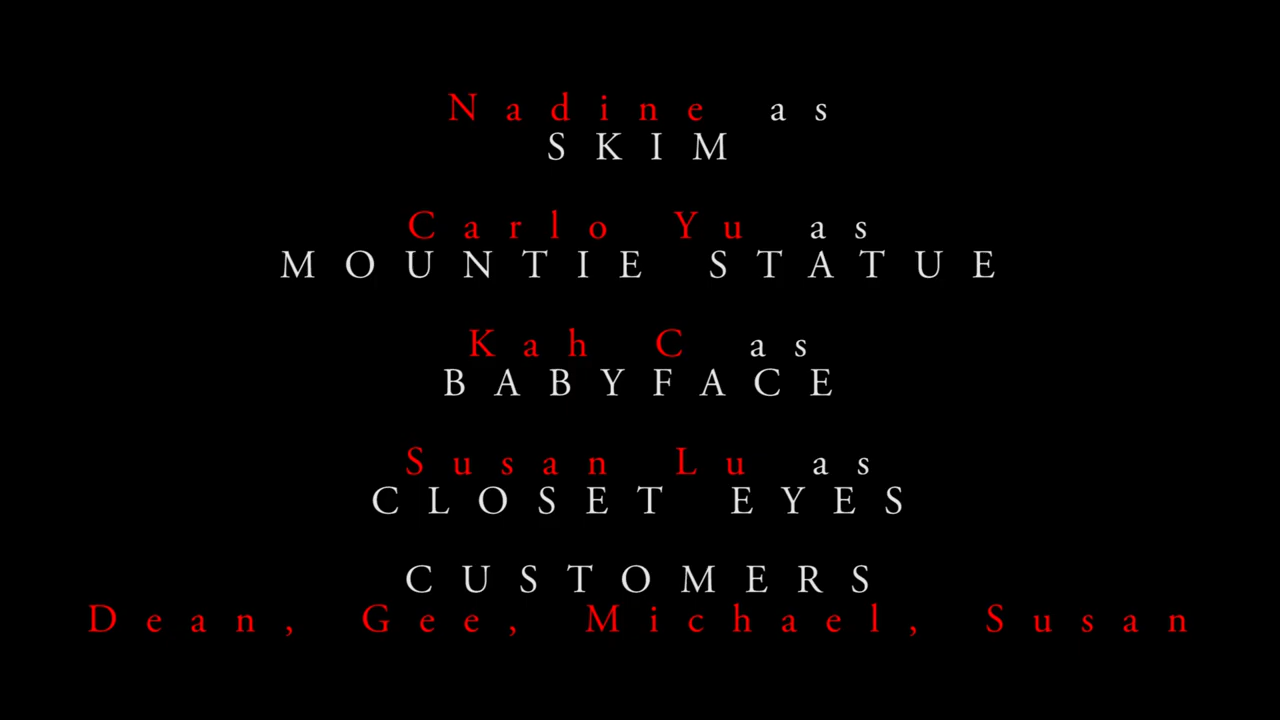 Nadine as
SKIM
Carlo Yu as
MOUNTIE STATUE
Kah C as
BABYFACE
Susan Lu as
CLOSET EYES
CUSTOMERS
Dean, Gee, Michael, Susan